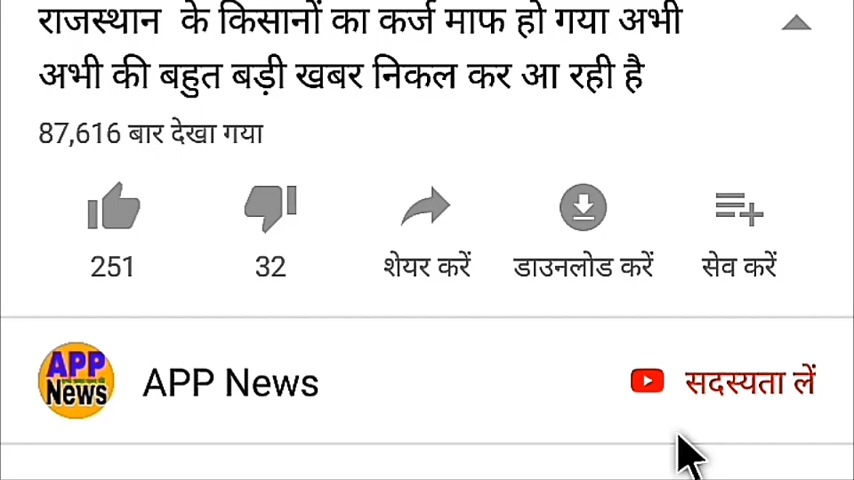 राजस्थान के किसानों का कर्ज माफ हो गया अभी
अभी की बहुत बड़ी खबर निकल कर आ रही है
87,616 बार देखा गया
251
32
शेयर करें
डाउनलोड करें
सेव करें
APP
News
APP News
सदस्यता लें